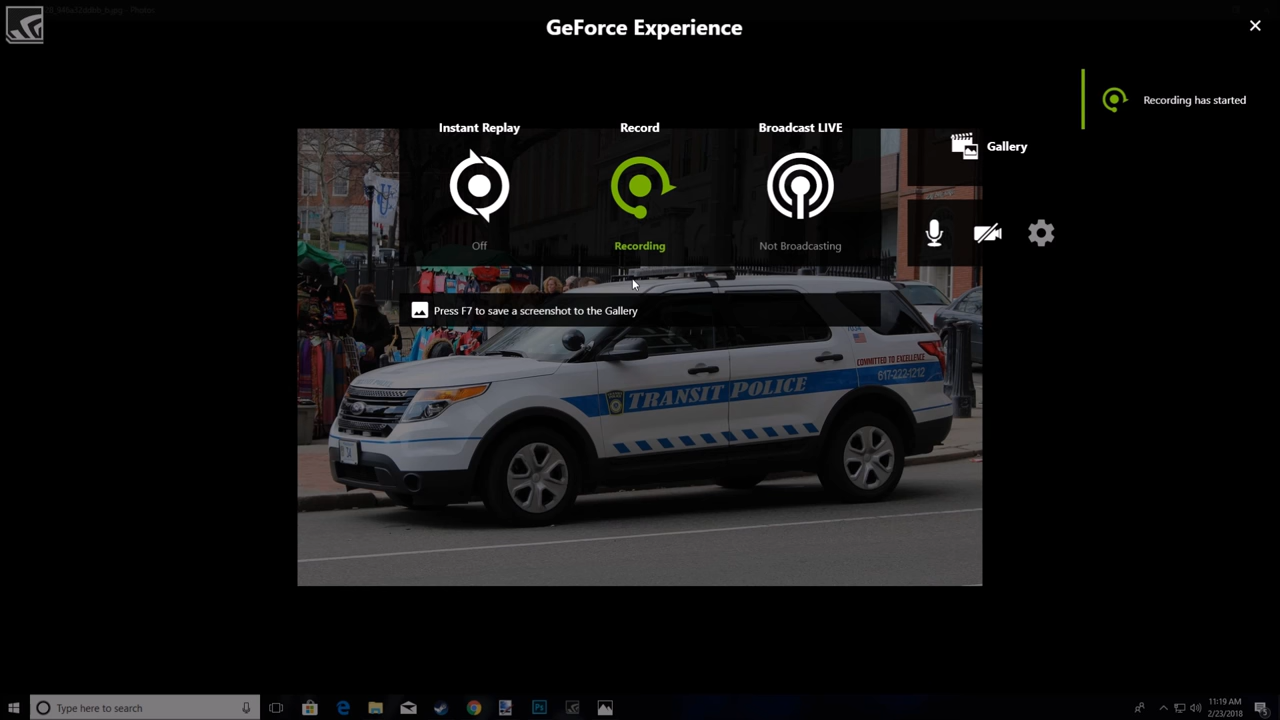 GeForce Experience
Recording has started
Instant Replay
Record
Broadcast LIVE
Gallery
Off
Recording
Not Broadcasting
Press F7 to save a screenshot to the Gallery
COMMITTED TO EXCELLENCE
617-222-1212
TRANSIT POLICE
Type here to search
Ps
11:19 AM
2/23/2018